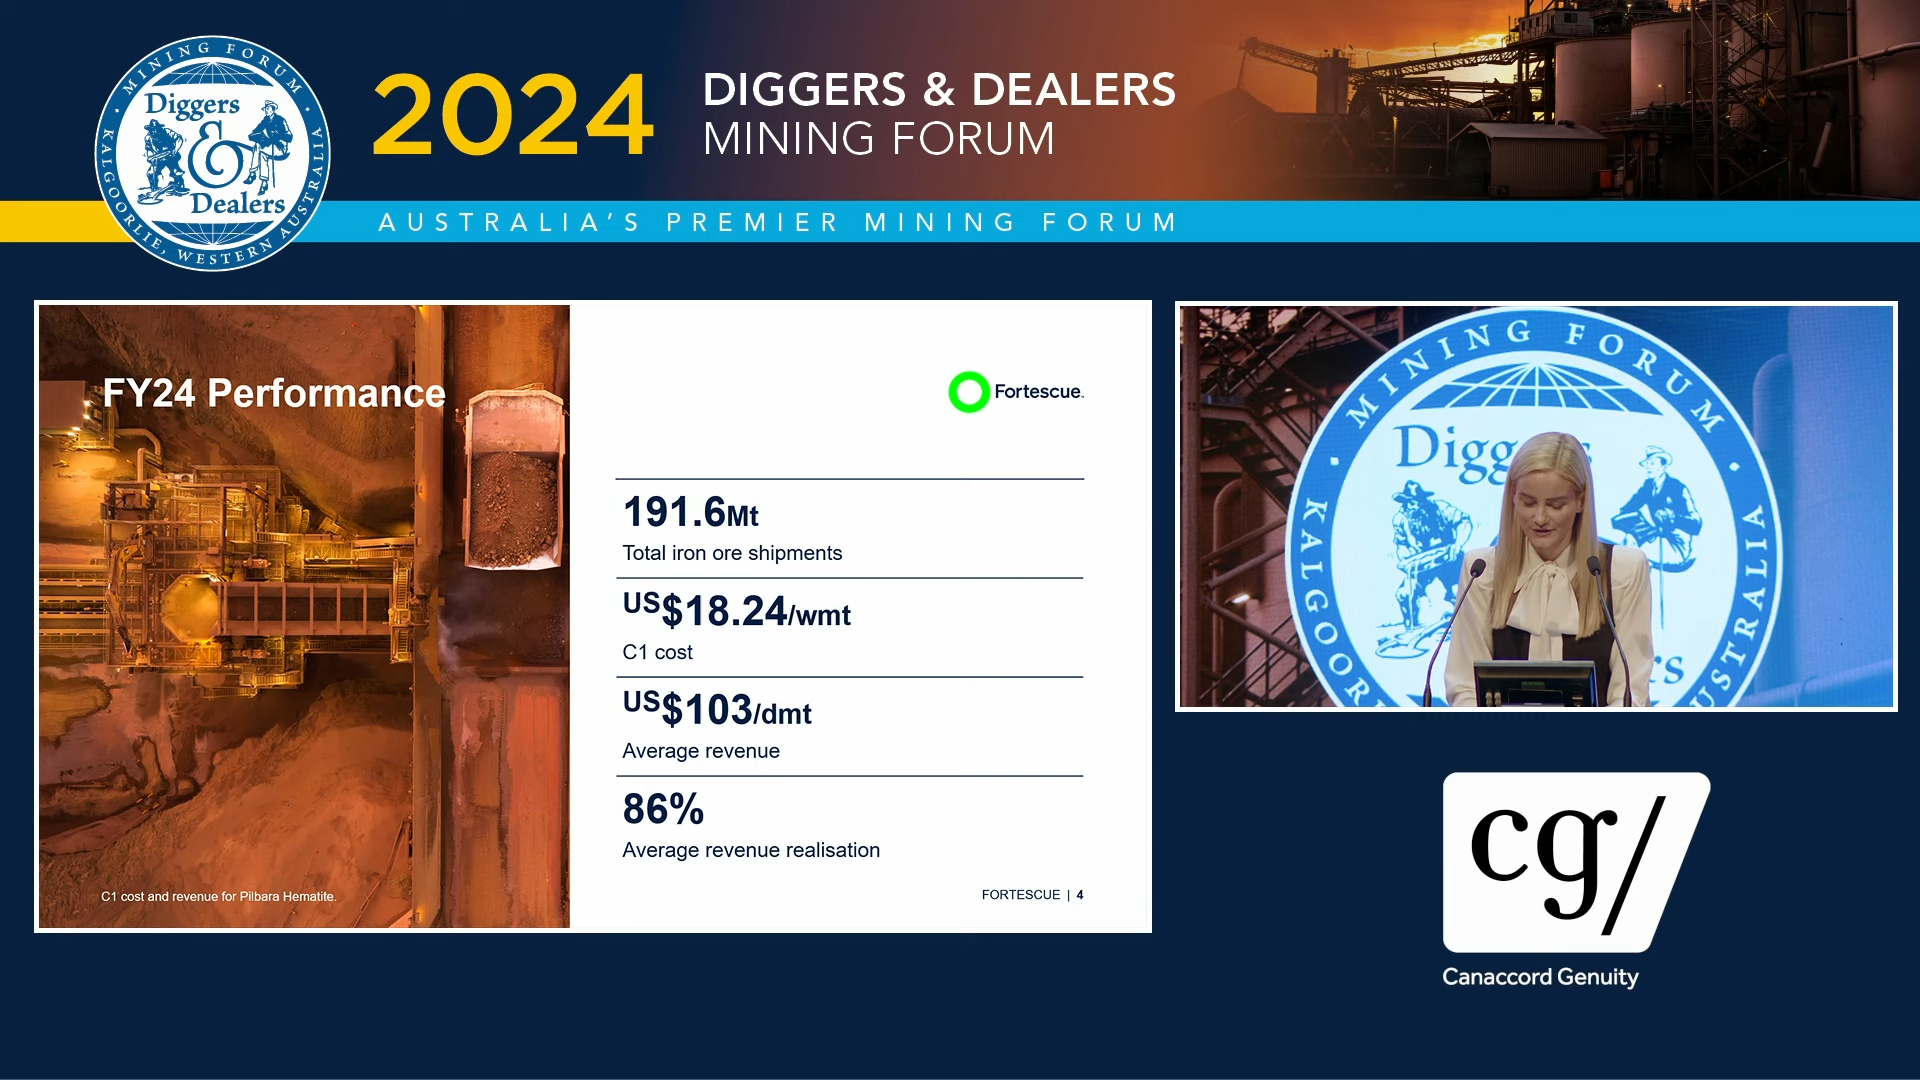 MINING FORUM
Diggers
&
Dealers
KALGOORLIE, WESTERN AUSTRALIA
2024
DIGGERS & DEALERS
MINING FORUM
AUSTRALIA'S PREMIER MINING FORUM
FY24 Performance
C1 cost and revenue for Pilbara Hematite.
Fortescue.
191.6Mt
Total iron ore shipments
US$18.24/wmt
C1 cost
US$103/dmt
Average revenue
86%
Average revenue realisation
FORTESCUE | 4
MINING FORUM
Digg s
rs
KALGOOR
USTRALIA
cg/
Canaccord Genuity